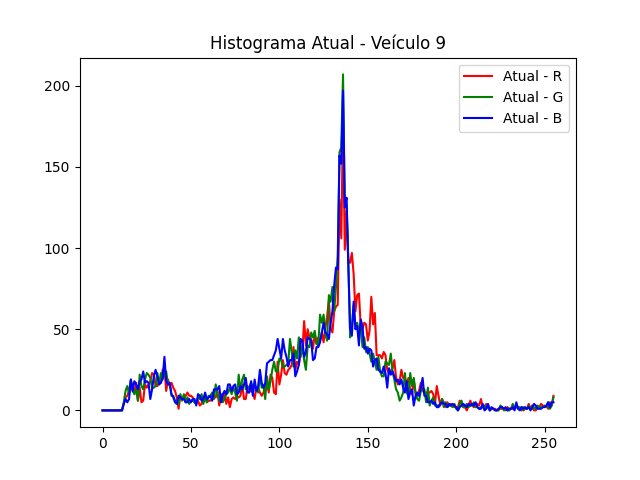 Histograma Atual - Veículo 9
Atual - R
Atual - G
Atual - B
200
150
100
50
0
0 50 100 150 200 250